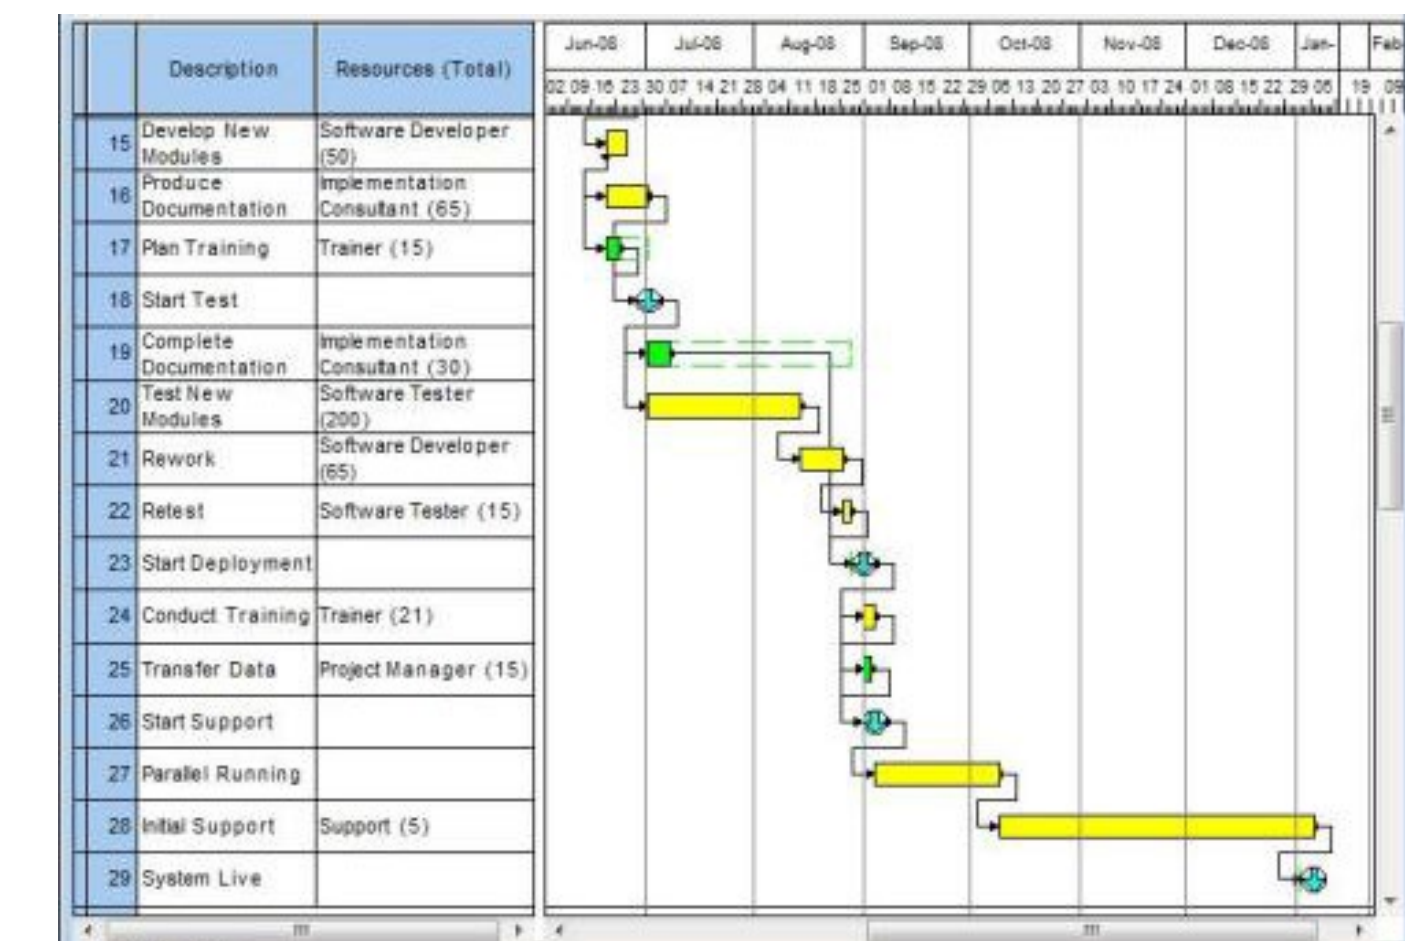 Jun-08 Jul-08 Aug-08 Sep-08 Oct-08 Nov-08 Dec-08 Jan- Feb
Description Resources (Total)
02 09 16 23 30 07 14 21 28 04 11 18 25 01 08 15 22 29 06 13 20 27 03 10 17 24 01 08 15 22 29 05 19 09
15 Develop New Modules Software Developer (50)
16 Produce Documentation Implementation Consultant (65)
17 Plan Training Trainer (15)
18 Start Test
19 Complete Documentation Implementation Consultant (30)
20 Test New Modules Software Tester (200)
21 Rework Software Developer (65)
22 Retest Software Tester (15)
23 Start Deployment
24 Conduct Training Trainer (21)
25 Transfer Data Project Manager (15)
26 Start Support
27 Parallel Running
28 Initial Support Support (5)
29 System Live